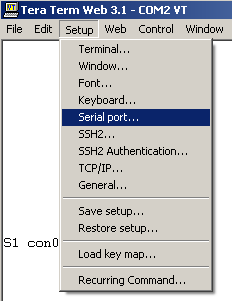 Tera Term Web 3.1 - COM2 VT
File Edit Setup Web Control Window
Terminal...
Window...
Font...
Keyboard...
Serial port...
SSH2...
SSH2 Authentication...
TCP/IP...
General...
Save setup...
Restore setup...
S1 con0
Load key map...
Recurring Command...